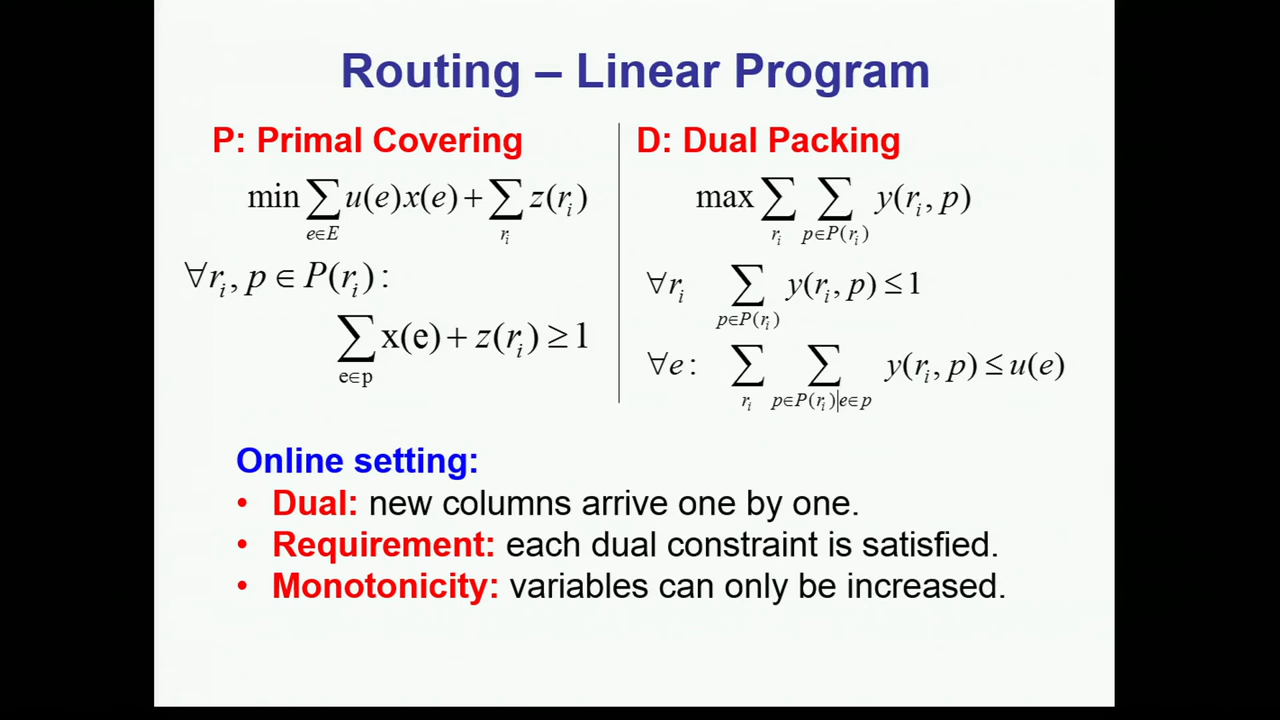 Routing – Linear Program
P: Primal Covering
min ∑_{e∈E} u(e)x(e) + ∑_{r_i} z(r_i)
∀r_i, p ∈ P(r_i) :
∑_{e∈p} x(e) + z(r_i) ≥ 1
D: Dual Packing
max ∑_{r_i} ∑_{p∈P(r_i)} y(r_i, p)
∀r_i ∑_{p∈P(r_i)} y(r_i, p) ≤ 1
∀e : ∑_{r_i} ∑_{p∈P(r_i)|e∈p} y(r_i, p) ≤ u(e)
Online setting:
• Dual: new columns arrive one by one.
• Requirement: each dual constraint is satisfied.
• Monotonicity: variables can only be increased.